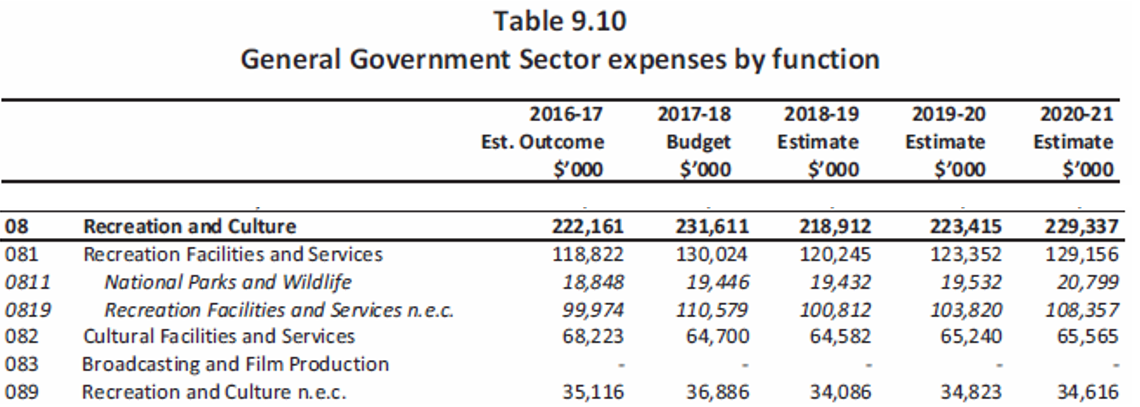 Table 9.10
General Government Sector expenses by function
2016-17 2017-18 2018-19 2019-20 2020-21
Est. Outcome Budget Estimate Estimate Estimate
$'000 $'000 $'000 $'000 $'000
08 Recreation and Culture 222,161 231,611 218,912 223,415 229,337
081 Recreation Facilities and Services 118,822 130,024 120,245 123,352 129,156
0811 National Parks and Wildlife 18,848 19,446 19,432 19,532 20,799
0819 Recreation Facilities and Services n.e.c. 99,974 110,579 100,812 103,820 108,357
082 Cultural Facilities and Services 68,223 64,700 64,582 65,240 65,565
083 Broadcasting and Film Production - - - - -
089 Recreation and Culture n.e.c. 35,116 36,886 34,086 34,823 34,616